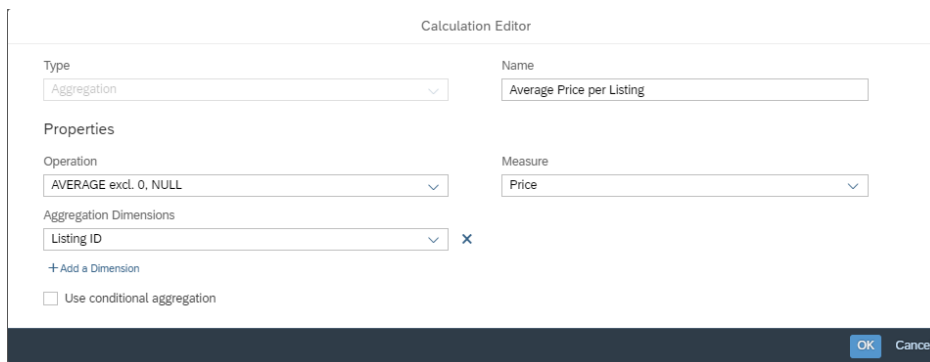 Calculation Editor
Type
Name
Aggregation
Average Price per Listing
Properties
Operation
Measure
AVERAGE excl. 0, NULL
Price
Aggregation Dimensions
Listing ID
+ Add a Dimension
Use conditional aggregation
OK Cance